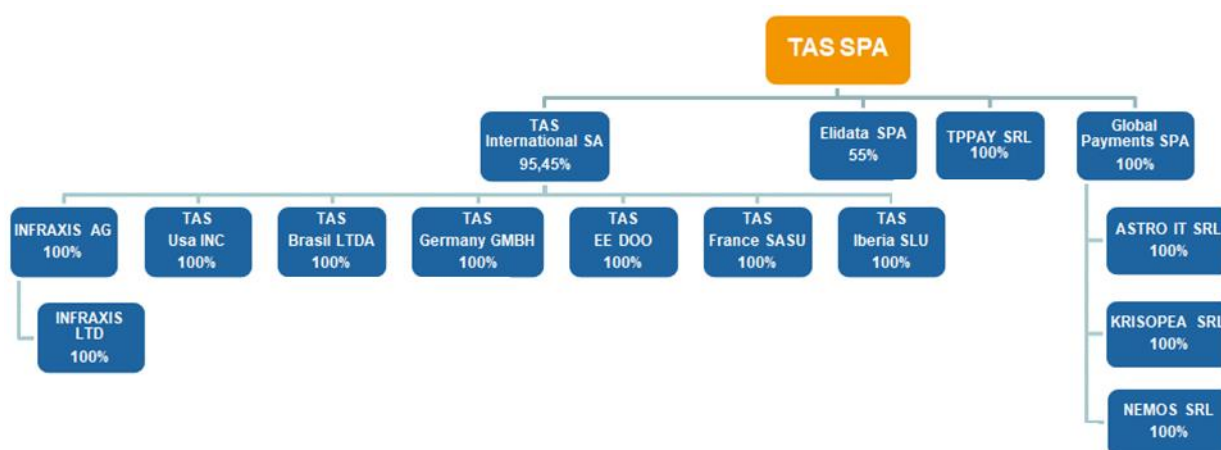 TAS SPA
TAS
International SA
95,45%
Elidata SPA
55%
TPPAY SRL
100%
Global
Payments SPA
100%
INFRAXIS AG
100%
TAS
Usa INC
100%
TAS
Brasil LTDA
100%
TAS
Germany GMBH
100%
TAS
EE DOO
100%
TAS
France SASU
100%
TAS
Iberia SLU
100%
ASTRO IT SRL
100%
INFRAXIS
LTD
100%
KRISOPEA SRL
100%
NEMOS SRL
100%